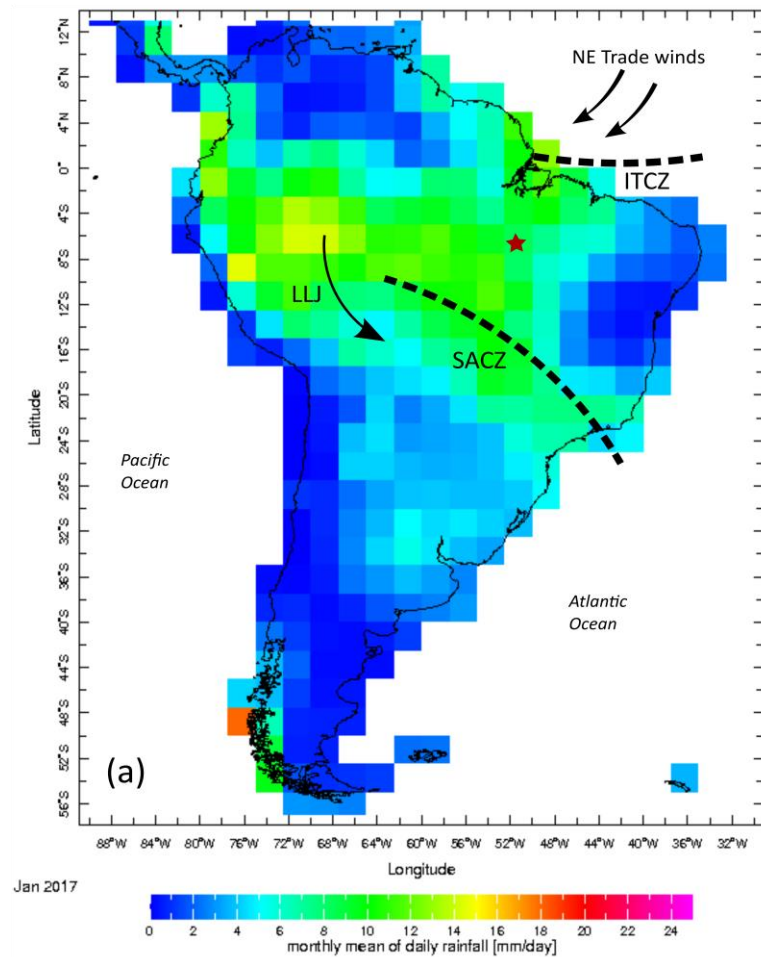 12°N
8°N
4°N
0°
4°S
8°S
12°S
16°S
20°S
24°S
28°S
32°S
36°S
40°S
44°S
48°S
52°S
56°S
Latitude
NE Trade winds
ITCZ
LLJ
SACZ
Pacific
Ocean
Atlantic
Ocean
(a)
88°W 84°W 80°W 76°W 72°W 68°W 64°W 60°W 56°W 52°W 48°W 44°W 40°W 36°W 32°W
Longitude
Jan 2017
0 2 4 6 8 10 12 14 16 18 20 22 24
monthly mean of daily rainfall [mm/day]